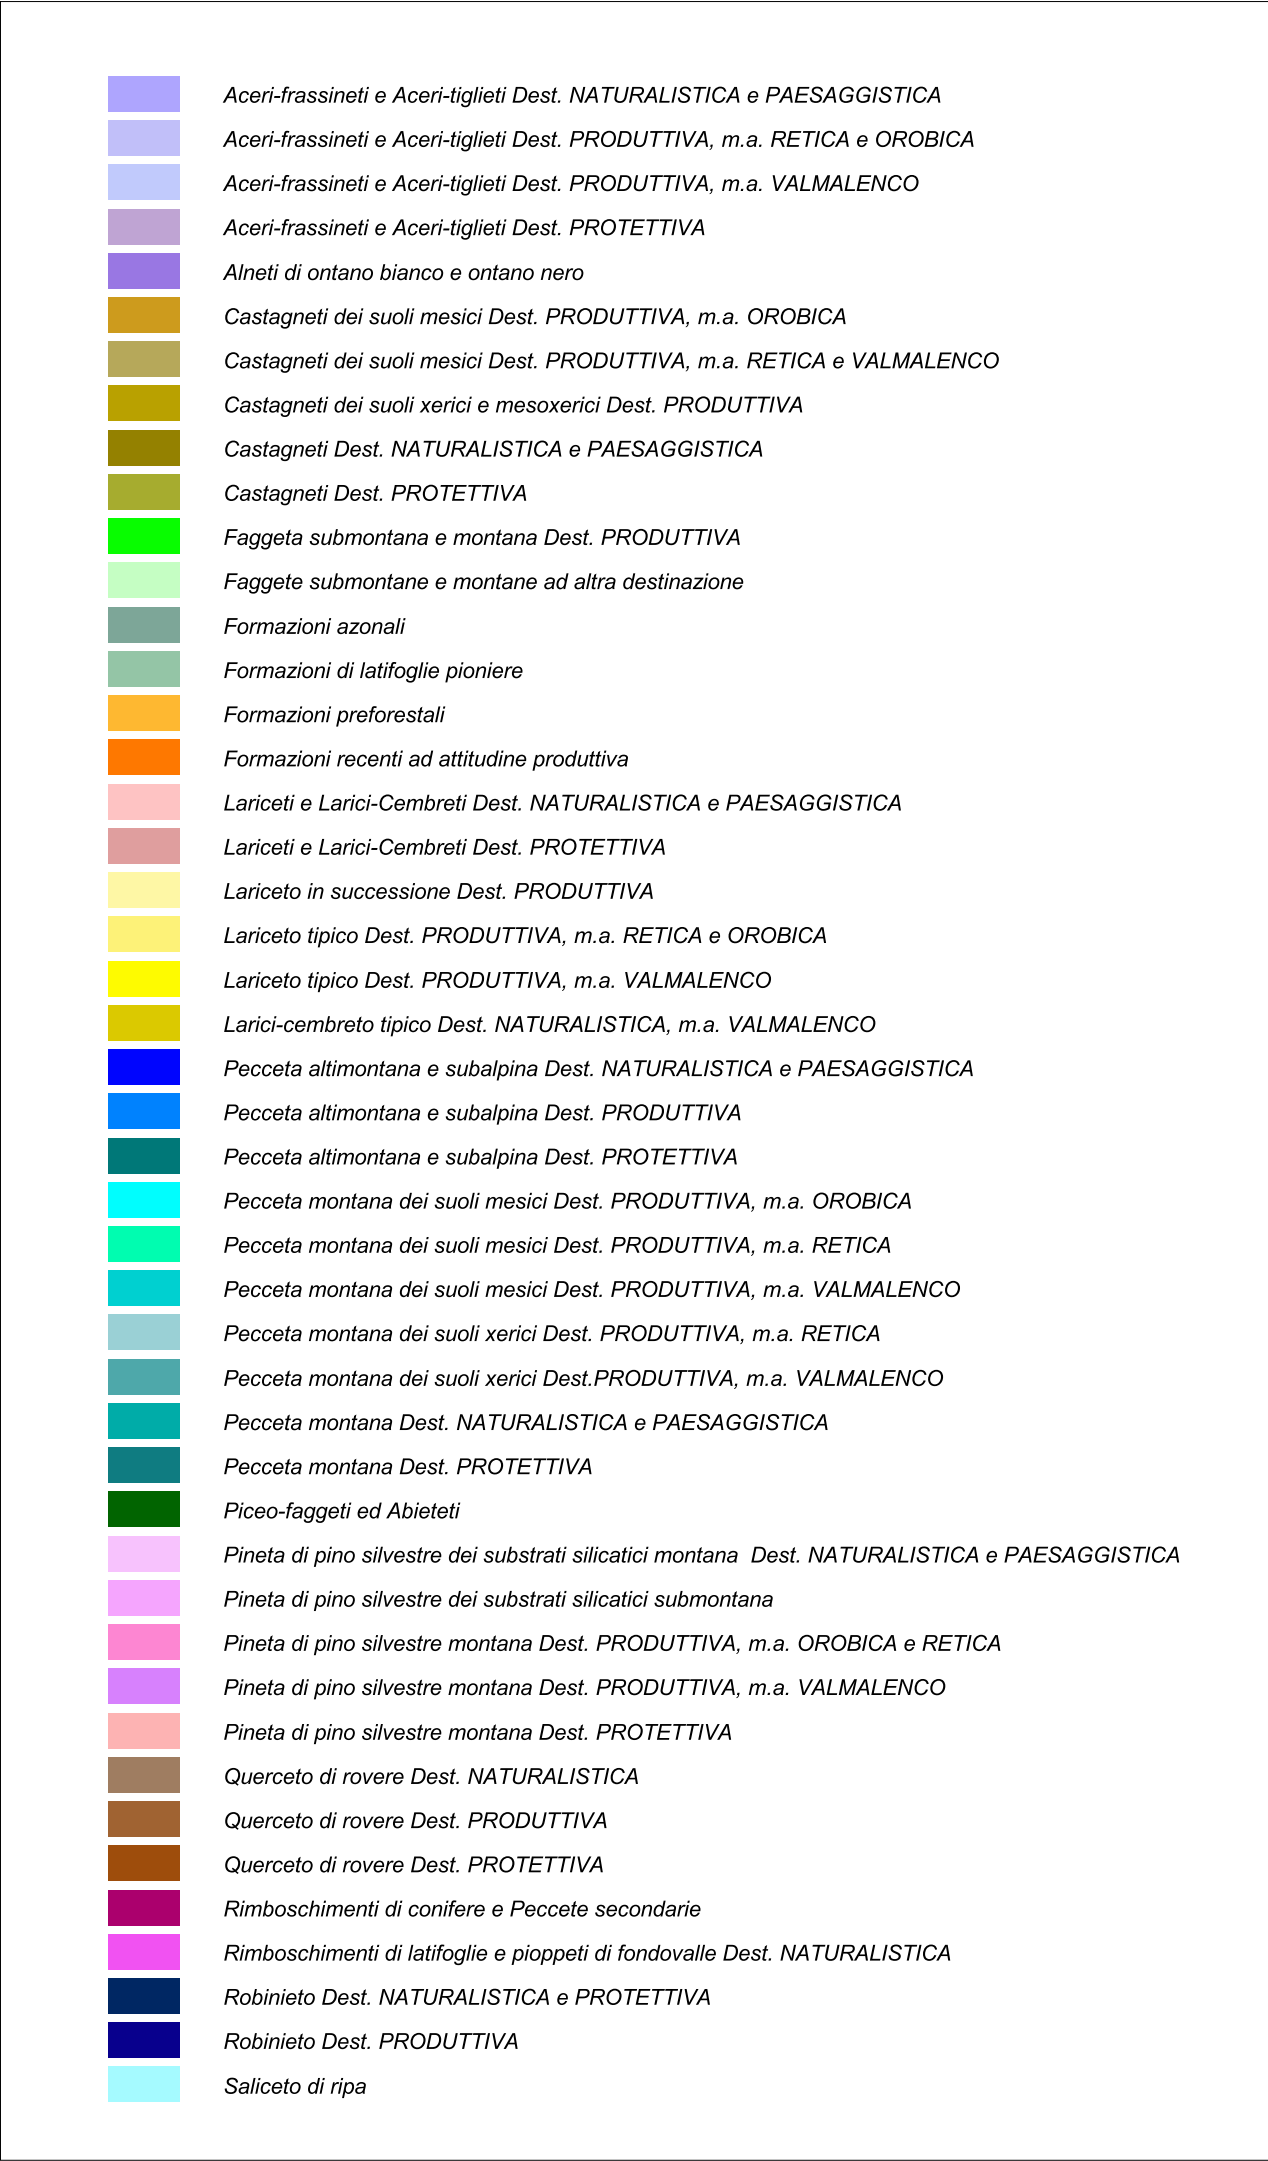 Aceri-frassineti e Aceri-tiglieti Dest. NATURALISTICA e PAESAGGISTICA
Aceri-frassineti e Aceri-tiglieti Dest. PRODUTTIVA, m.a. RETICA e OROBICA
Aceri-frassineti e Aceri-tiglieti Dest. PRODUTTIVA, m.a. VALMALENCO
Aceri-frassineti e Aceri-tiglieti Dest. PROTETTIVA
Alneti di ontano bianco e ontano nero
Castagneti dei suoli mesici Dest. PRODUTTIVA, m.a. OROBICA
Castagneti dei suoli mesici Dest. PRODUTTIVA, m.a. RETICA e VALMALENCO
Castagneti dei suoli xerici e mesoxerici Dest. PRODUTTIVA
Castagneti Dest. NATURALISTICA e PAESAGGISTICA
Castagneti Dest. PROTETTIVA
Faggeta submontana e montana Dest. PRODUTTIVA
Faggete submontane e montane ad altra destinazione
Formazioni azonali
Formazioni di latifoglie pioniere
Formazioni preforestali
Formazioni recenti ad attitudine produttiva
Lariceti e Larici-Cembreti Dest. NATURALISTICA e PAESAGGISTICA
Lariceti e Larici-Cembreti Dest. PROTETTIVA
Lariceto in successione Dest. PRODUTTIVA
Lariceto tipico Dest. PRODUTTIVA, m.a. RETICA e OROBICA
Lariceto tipico Dest. PRODUTTIVA, m.a. VALMALENCO
Larici-cembreto tipico Dest. NATURALISTICA, m.a. VALMALENCO
Pecceta altimontana e subalpina Dest. NATURALISTICA e PAESAGGISTICA
Pecceta altimontana e subalpina Dest. PRODUTTIVA
Pecceta altimontana e subalpina Dest. PROTETTIVA
Pecceta montana dei suoli mesici Dest. PRODUTTIVA, m.a. OROBICA
Pecceta montana dei suoli mesici Dest. PRODUTTIVA, m.a. RETICA
Pecceta montana dei suoli mesici Dest. PRODUTTIVA, m.a. VALMALENCO
Pecceta montana dei suoli xerici Dest. PRODUTTIVA, m.a. RETICA
Pecceta montana dei suoli xerici Dest.PRODUTTIVA, m.a. VALMALENCO
Pecceta montana Dest. NATURALISTICA e PAESAGGISTICA
Pecceta montana Dest. PROTETTIVA
Piceo-faggeti ed Abieteti
Pineta di pino silvestre dei substrati silicatici montana  Dest. NATURALISTICA e PAESAGGISTICA
Pineta di pino silvestre dei substrati silicatici submontana
Pineta di pino silvestre montana Dest. PRODUTTIVA, m.a. OROBICA e RETICA
Pineta di pino silvestre montana Dest. PRODUTTIVA, m.a. VALMALENCO
Pineta di pino silvestre montana Dest. PROTETTIVA
Querceto di rovere Dest. NATURALISTICA
Querceto di rovere Dest. PRODUTTIVA
Querceto di rovere Dest. PROTETTIVA
Rimboschimenti di conifere e Peccete secondarie
Rimboschimenti di latifoglie e pioppeti di fondovalle Dest. NATURALISTICA
Robinieto Dest. NATURALISTICA e PROTETTIVA
Robinieto Dest. PRODUTTIVA
Saliceto di ripa